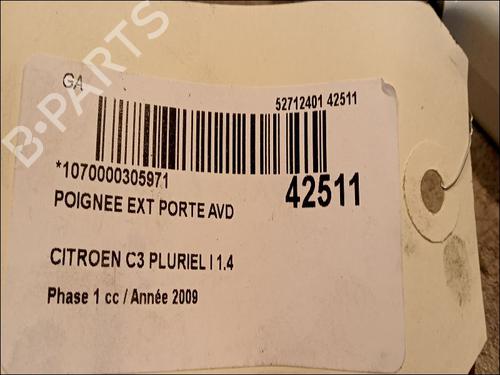 GA
52712401 42511
*1070000305971
42511
POIGNEE EXT PORTE AVD
CITROEN C3 PLURIEL I 1.4
Phase 1 cc / Année 2009
B-PARTS